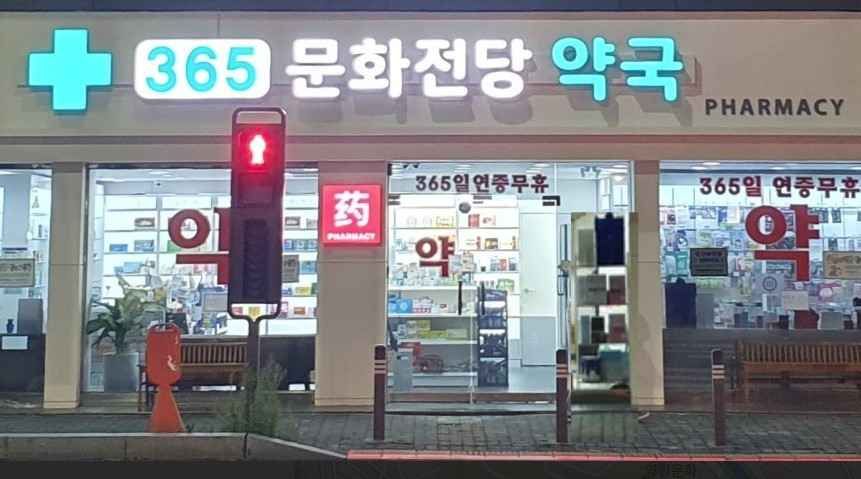 365 문화전당 약국
PHARMACY
365일연중무휴
365일 연중무휴
药
PHARMACY
약
약
약